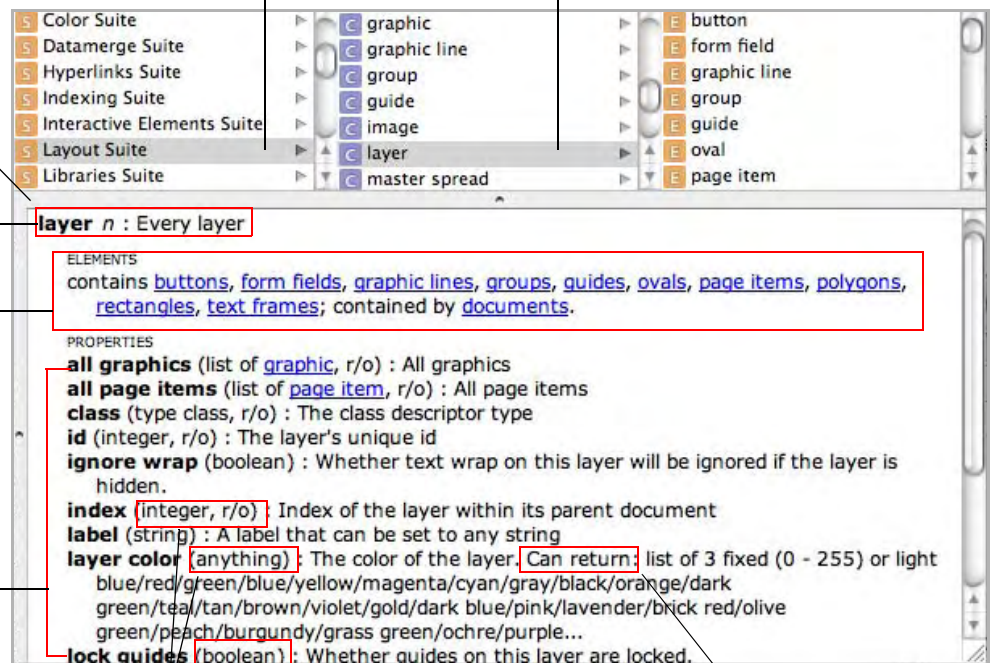 S Color Suite
S Datamerge Suite
S Hyperlinks Suite
S Indexing Suite
S Interactive Elements Suite
S Layout Suite
S Libraries Suite
C graphic
C graphic line
C group
C guide
C image
C layer
C master spread
E button
E form field
E graphic line
E group
E guide
E oval
E page item
layer n : Every layer
ELEMENTS
contains buttons, form fields, graphic lines, groups, guides, ovals, page items, polygons,
rectangles, text frames; contained by documents.
PROPERTIES
all graphics (list of graphic, r/o) : All graphics
all page items (list of page item, r/o) : All page items
class (type class, r/o) : The class descriptor type
id (integer, r/o) : The layer's unique id
ignore wrap (boolean) : Whether text wrap on this layer will be ignored if the layer is
hidden.
index (integer, r/o) : Index of the layer within its parent document
label (string) : A label that can be set to any string
layer color (anything) : The color of the layer. Can return: list of 3 fixed (0 - 255) or light
blue/red/green/blue/yellow/magenta/cyan/gray/black/orange/dark
green/teal/tan/brown/violet/gold/dark blue/pink/lavender/brick red/olive
green/peach/burgundy/grass green/ochre/purple...
lock guides (boolean) : Whether guides on this layer are locked.